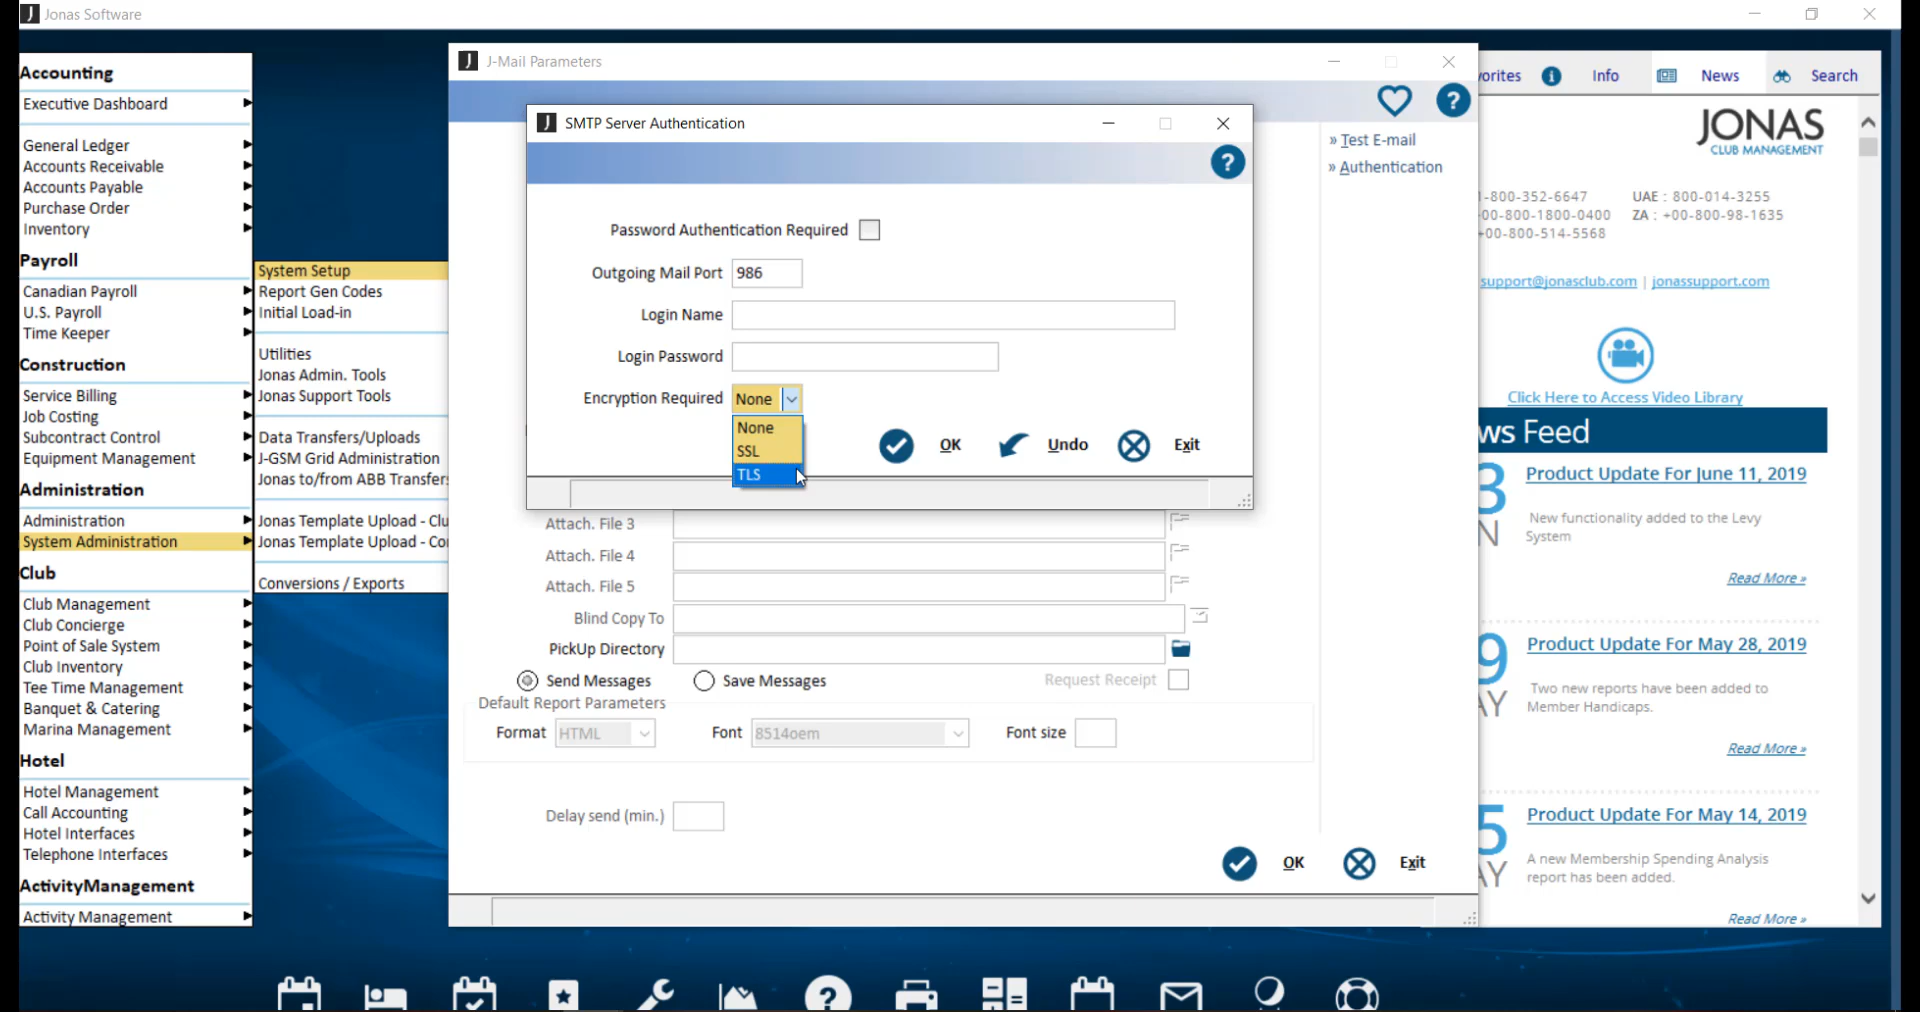 Jonas Software
Accounting
Executive Dashboard
General Ledger
Accounts Receivable
Accounts Payable
Purchase Order
Inventory
Payroll
Canadian Payroll
U.S. Payroll
Time Keeper
Construction
Service Billing
Job Costing
Subcontract Control
Equipment Management
Administration
Administration
System Administration
Club
Club Management
Club Concierge
Point of Sale System
Club Inventory
Tee Time Management
Banquet & Catering
Marina Management
Hotel
Hotel Management
Call Accounting
Hotel Interfaces
Telephone Interfaces
ActivityManagement
Activity Management
System Setup
Report Gen Codes
Initial Load-in
Utilities
Jonas Admin. Tools
Jonas Support Tools
Data Transfers/Uploads
J-GSM Grid Administration
Jonas to/from ABB Transfer
Jonas Template Upload - Clu
Jonas Template Upload - Co
Conversions / Exports
J-Mail Parameters
» Test E-mail
» Authentication
SMTP Server Authentication
Password Authentication Required
Outgoing Mail Port 986
Login Name
Login Password
Encryption Required None
None
SSL
TLS
OK Undo Exit
Attach. File 3
Attach. File 4
Attach. File 5
Blind Copy To
PickUp Directory
Send Messages Save Messages Request Receipt
Default Report Parameters
Format HTML Font 8514oem Font size
Delay send (min.)
OK Exit
orites Info News Search
JONAS
CLUB MANAGEMENT
-800-352-6647 UAE : 800-014-3255
00-800-1800-0400 ZA : +00-800-98-1635
+00-800-514-5568
support@jonasclub.com | jonassupport.com
Click Here to Access Video Library
ws Feed
3
N
Product Update For June 11, 2019
New functionality added to the Levy
System
Read More »
9
AY
Product Update For May 28, 2019
Two new reports have been added to
Member Handicaps.
Read More »
5
AY
Product Update For May 14, 2019
A new Membership Spending Analysis
report has been added.
Read More »